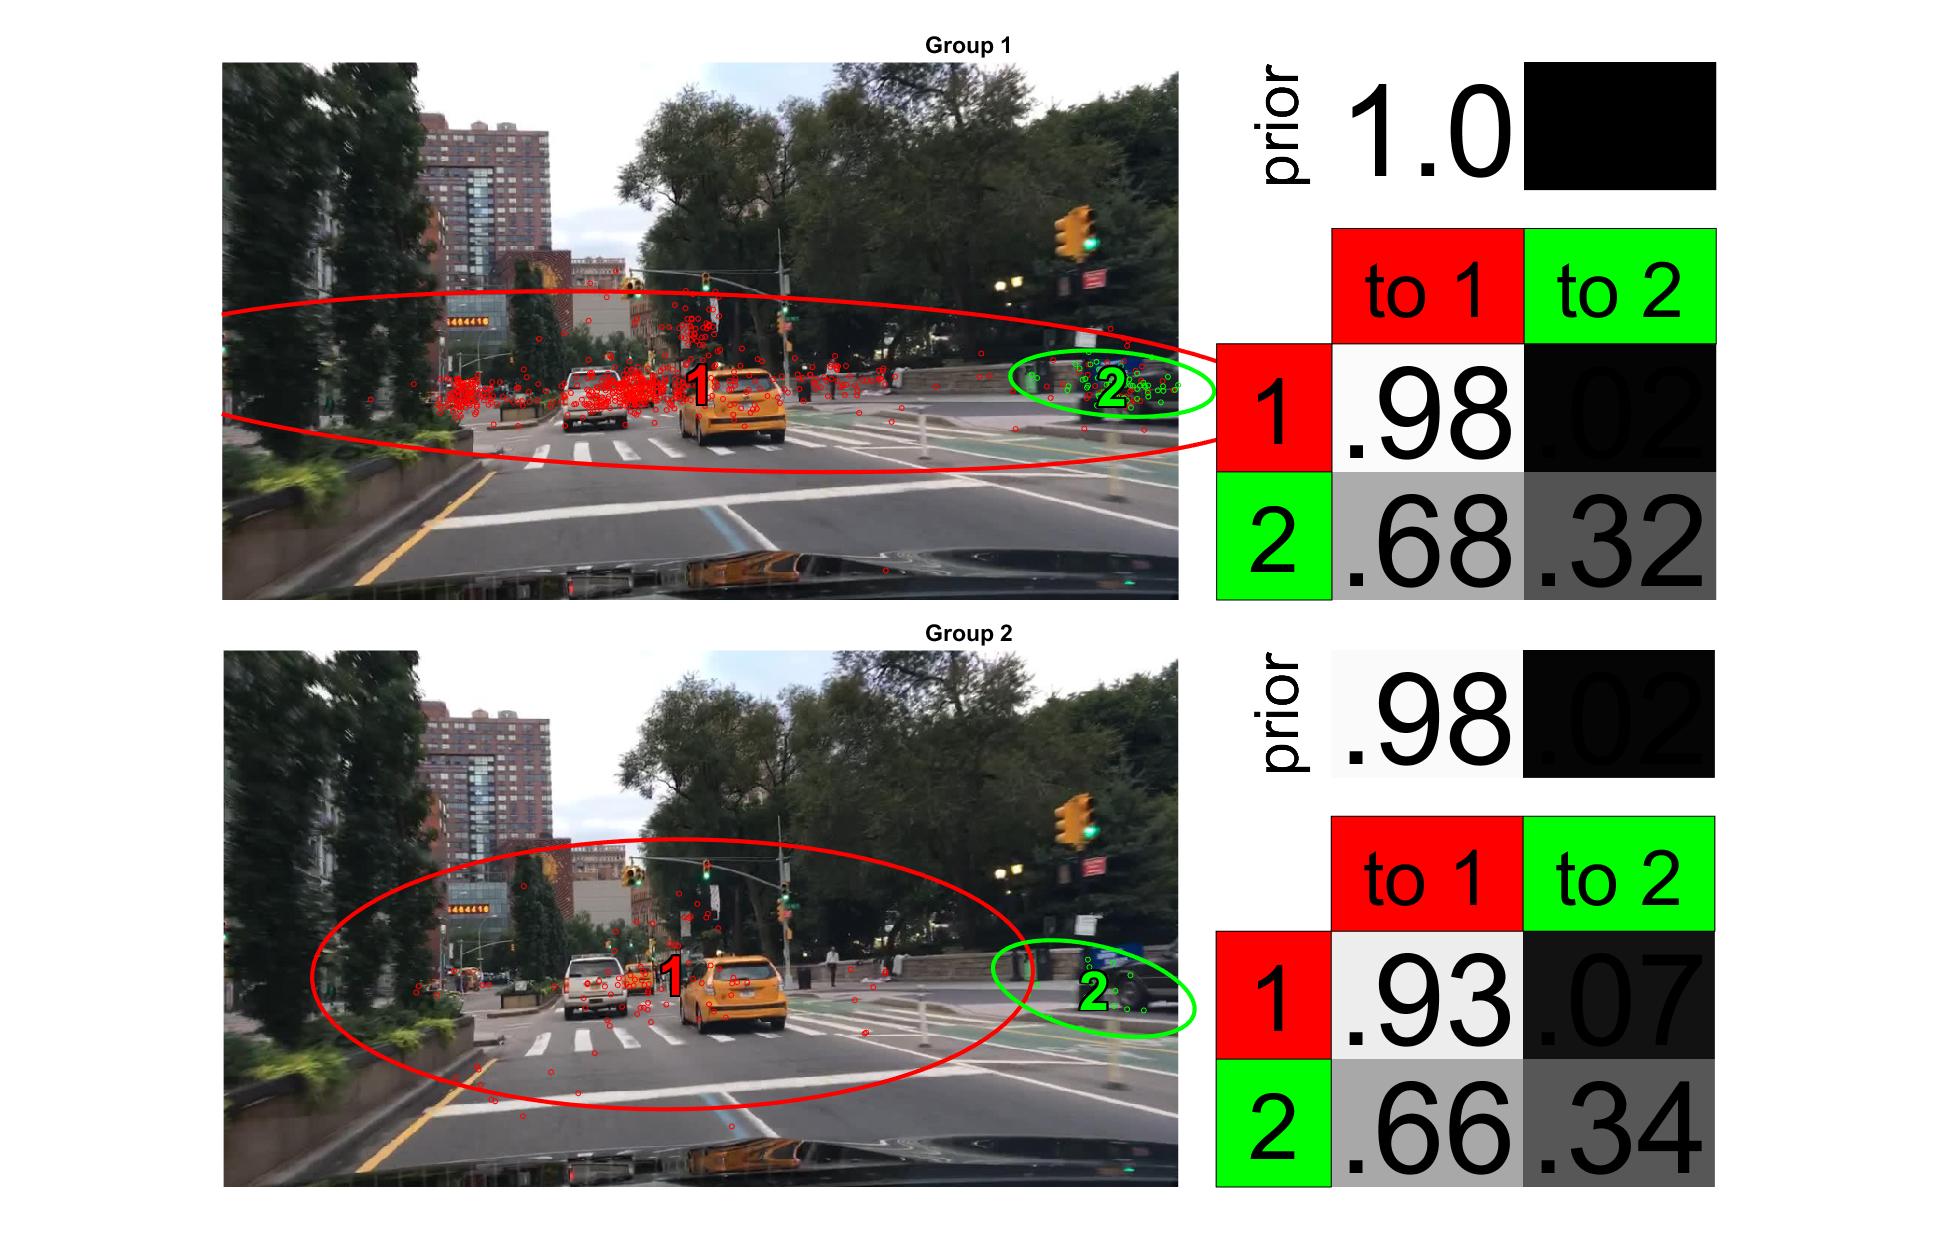 Group 1
prior 1.0
to 1 to 2
1 .98 .02
2 .68 .32
1
2
Group 2
prior .98 .02
to 1 to 2
1 .93 .07
2 .66 .34
1
2